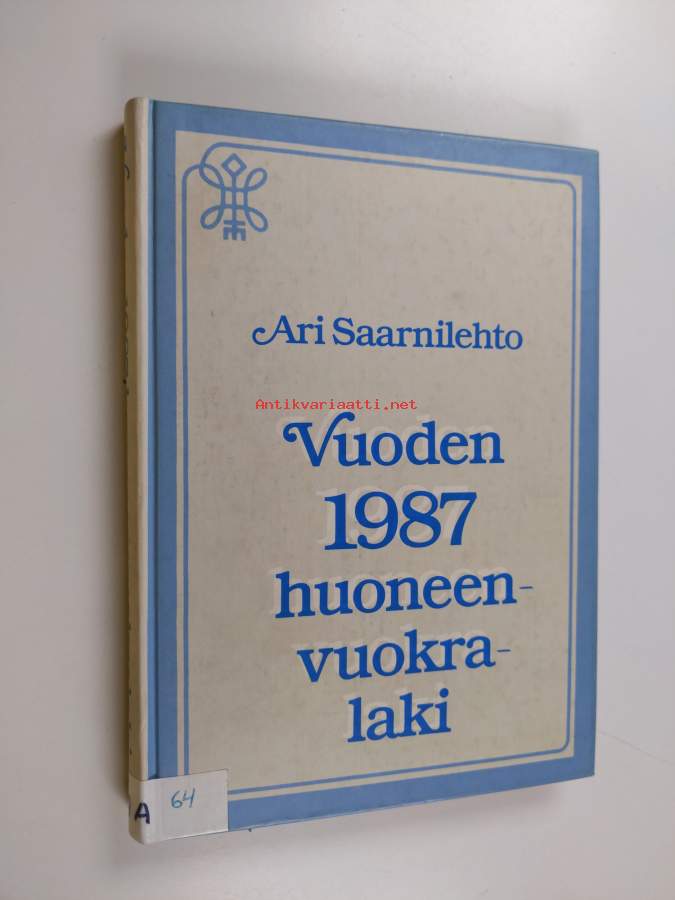 Ari Saarnilehto
Antikvariaatti.net
Vuoden
1987
huoneen-
vuokra-
laki
A 64